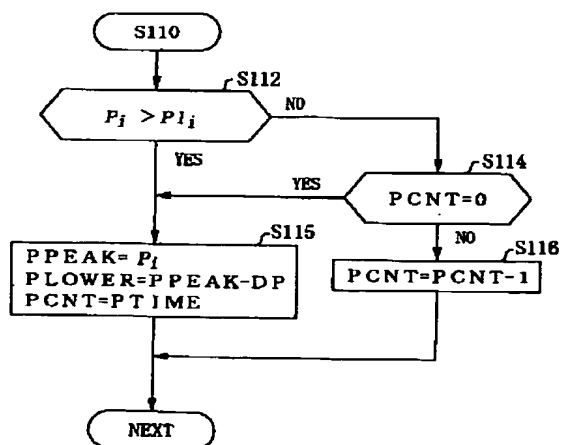 S110
S112
Pi > Pli
NO
YES
S114
YES
PCNT=0
NO
S115
PPEAK= Pi
PLOWER=PPEAK-DP
PCNT=PTIME
S116
PCNT=PCNT-1
NEXT